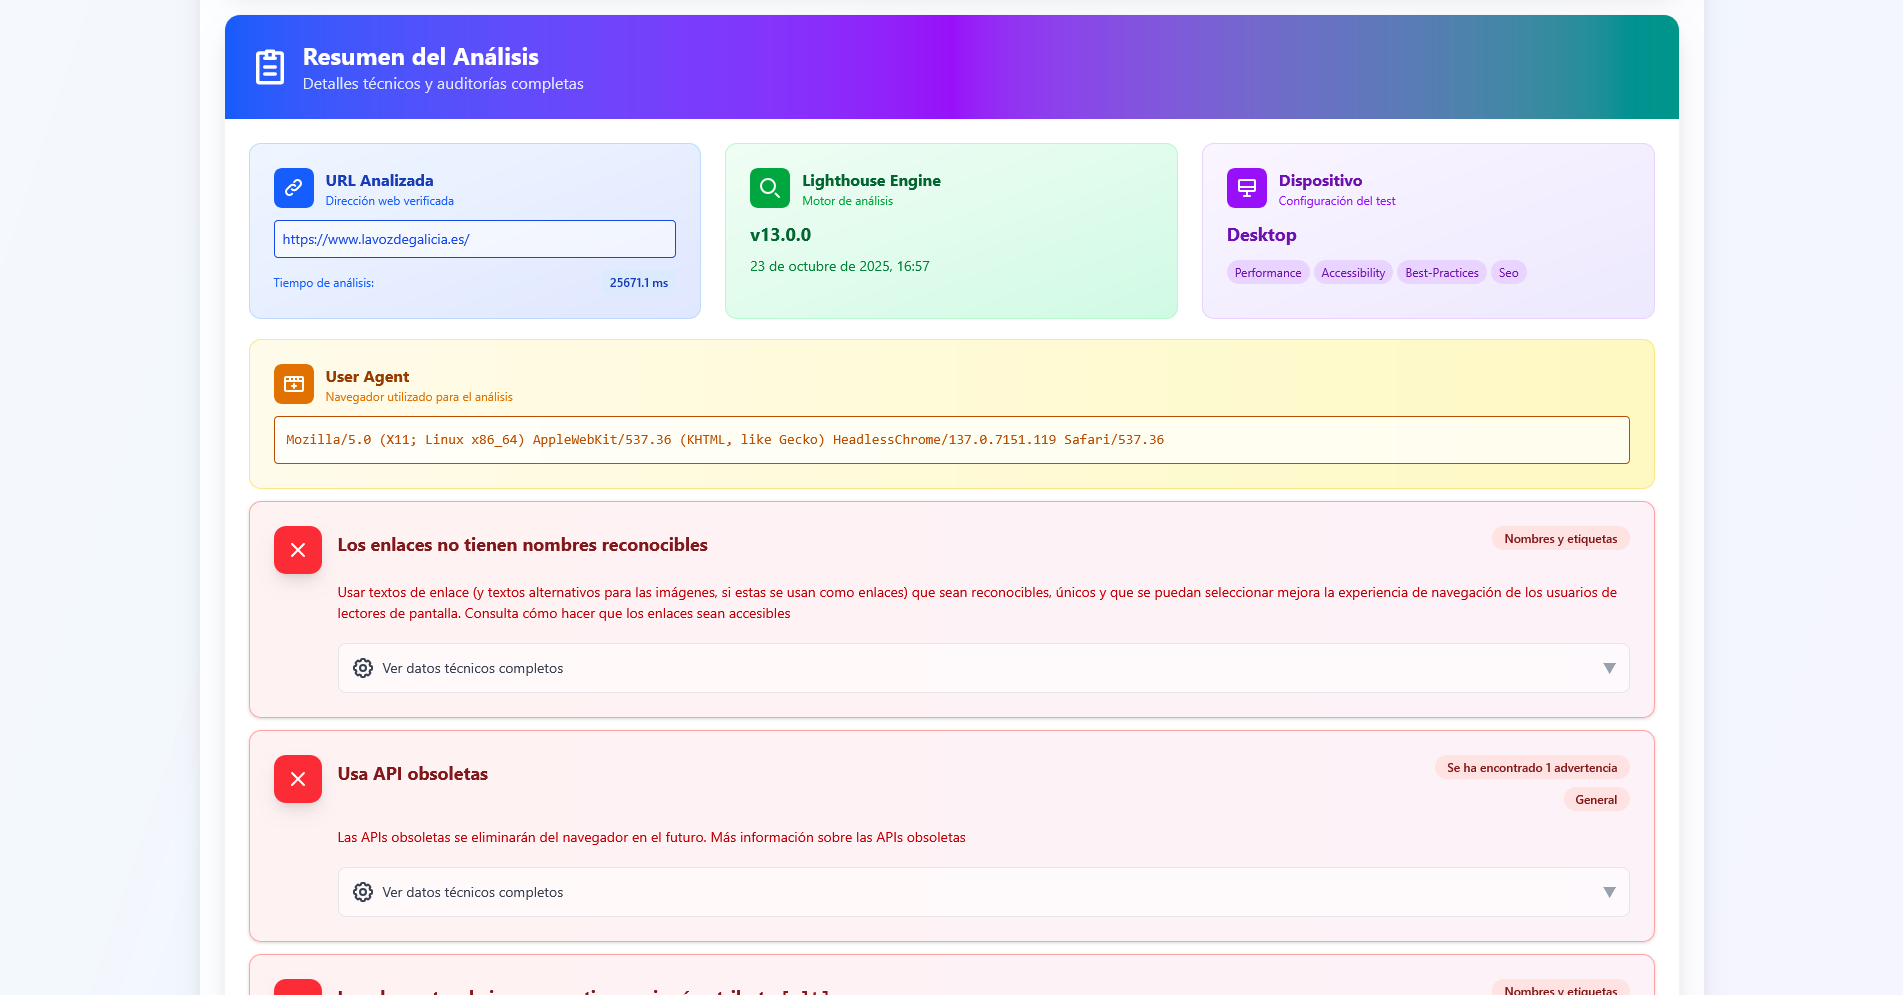 Resumen del Análisis
Detalles técnicos y auditorías completas
URL Analizada
Dirección web verificada
https://www.lavozdegalicia.es/
Tiempo de análisis:
25671.1 ms
Lighthouse Engine
Motor de análisis
v13.0.0
23 de octubre de 2025, 16:57
Dispositivo
Configuración del test
Desktop
Performance
Accessibility
Best-Practices
Seo
User Agent
Navegador utilizado para el análisis
Mozilla/5.0 (X11; Linux x86_64) AppleWebKit/537.36 (KHTML, like Gecko) HeadlessChrome/137.0.7151.119 Safari/537.36
Los enlaces no tienen nombres reconocibles
Nombres y etiquetas
Usar textos de enlace (y textos alternativos para las imágenes, si estas se usan como enlaces) que sean reconocibles, únicos y que se puedan seleccionar mejora la experiencia de navegación de los usuarios de
lectores de pantalla. Consulta cómo hacer que los enlaces sean accesibles
Ver datos técnicos completos
Usa API obsoletas
Se ha encontrado 1 advertencia
General
Las APIs obsoletas se eliminarán del navegador en el futuro. Más información sobre las APIs obsoletas
Ver datos técnicos completos
Nombres y etiquetas